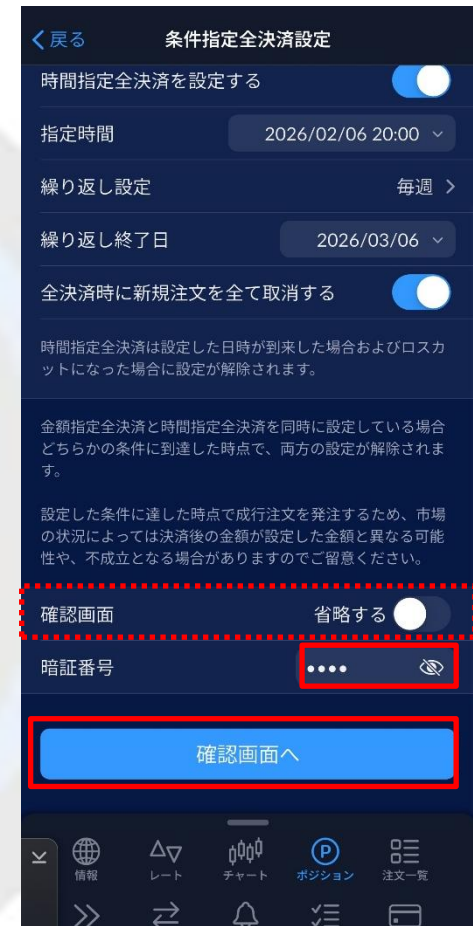 戻る 条件指定全決済設定
時間指定全決済を設定する
指定時間 2026/02/06 20:00
繰り返し設定 毎週
繰り返し終了日 2026/03/06
全決済時に新規注文を全て取消する
時間指定全決済は設定した日時が到来した場合およびロスカ
ットになった場合に設定が解除されます。
金額指定全決済と時間指定全決済を同時に設定している場合
どちらかの条件に到達した時点で、両方の設定が解除されま
す。
設定した条件に達した時点で成行注文を発注するため、市場
の状況によっては決済後の金額が設定した金額と異なる可能
性や、不成立となる場合がありますのでご留意ください。
確認画面 省略する
暗証番号 ••••
確認画面へ
情報 レート チャート ポジション 注文一覧